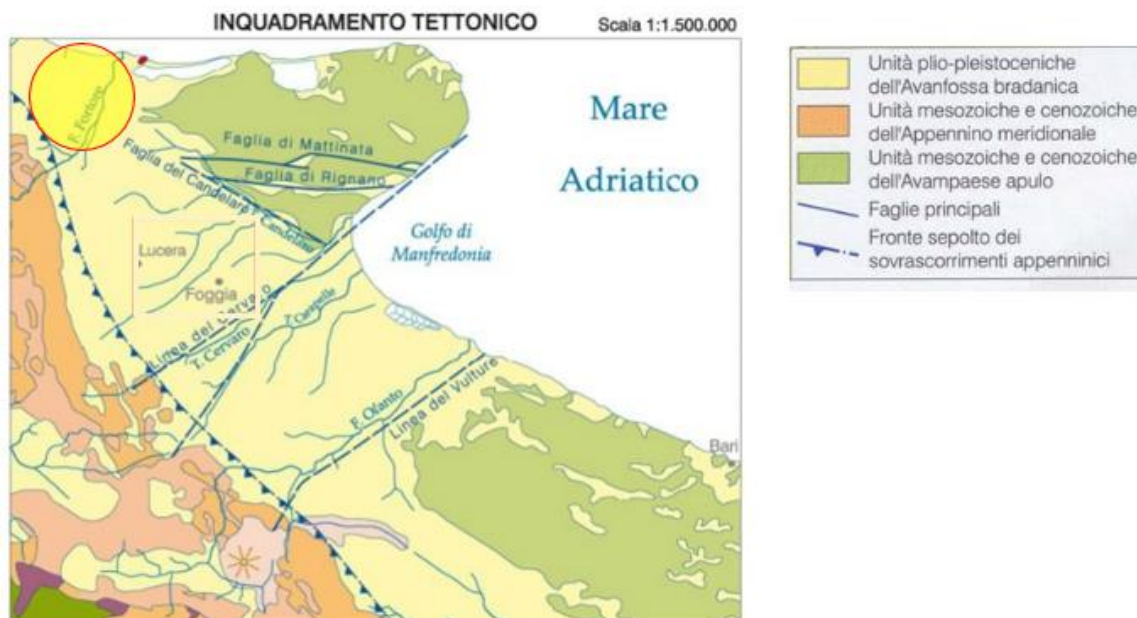 INQUADRAMENTO TETTONICO
Scala 1:1.500.000
F. Fortore
Mare
Adriatico
Faglia di Mattinata
Faglia di Rignano
Faglia del Candelaro
T. Candelaro
Golfo di
Manfredonia
Lucera
Foggia
Linea del Cervaro
T. Cervaro
T. Carapelle
F. Ofanto
Linea del Vulture
Bari
Unità plio-pleistoceniche
dell'Avanfossa bradanica
Unità mesozoiche e cenozoiche
dell'Appennino meridionale
Unità mesozoiche e cenozoiche
dell'Avampaese apulo
Faglie principali
Fronte sepolto dei
sovrascorrimenti appenninici